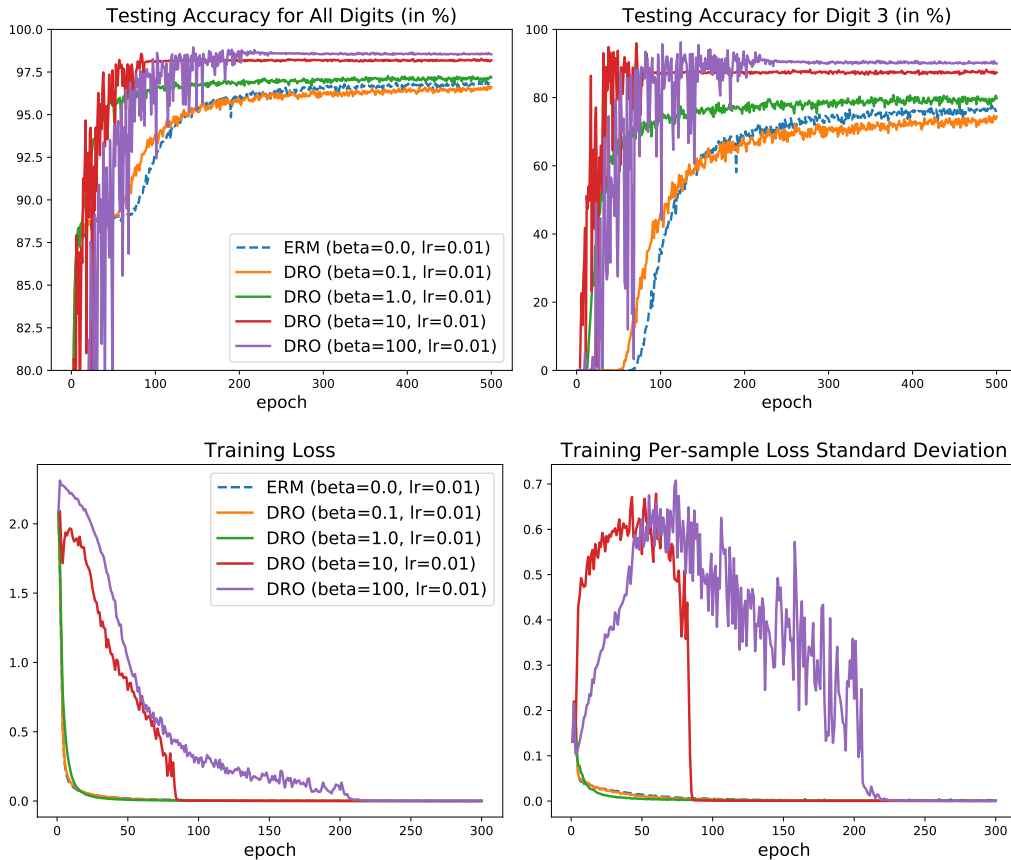 Testing Accuracy for All Digits (in %)
100.0
97.5
95.0
92.5
90.0
87.5
85.0
82.5
80.0
ERM (beta=0.0, lr=0.01)
DRO (beta=0.1, lr=0.01)
DRO (beta=1.0, lr=0.01)
DRO (beta=10, lr=0.01)
DRO (beta=100, lr=0.01)
0 100 200 300 400 500
epoch
Testing Accuracy for Digit 3 (in %)
100
80
60
40
20
0
0 100 200 300 400 500
epoch
Training Loss
2.0
1.5
1.0
0.5
0.0
ERM (beta=0.0, lr=0.01)
DRO (beta=0.1, lr=0.01)
DRO (beta=1.0, lr=0.01)
DRO (beta=10, lr=0.01)
DRO (beta=100, lr=0.01)
0 50 100 150 200 250 300
epoch
Training Per-sample Loss Standard Deviation
0.7
0.6
0.5
0.4
0.3
0.2
0.1
0.0
0 50 100 150 200 250 300
epoch